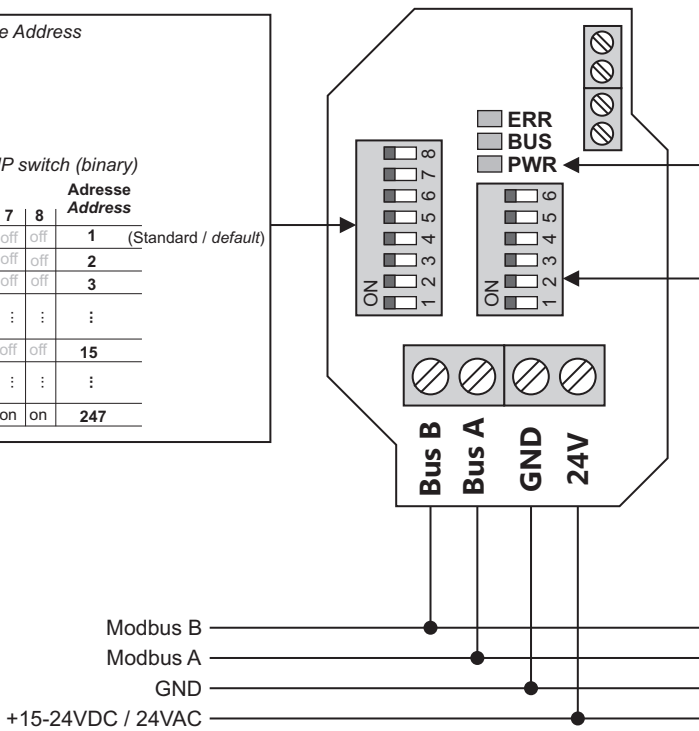 e Address
IP switch (binary)
Adresse
7 8 Address
off off 1 (Standard / default)
off off 2
off off 3
⋮ ⋮ ⋮
off off 15
⋮ ⋮ ⋮
on on 247
ERR
BUS
PWR
8
7
6
5
4
3
2
1
ON
6
5
4
3
2
1
ON
Bus B
Bus A
GND
24V
Modbus B
Modbus A
GND
+15-24VDC / 24VAC